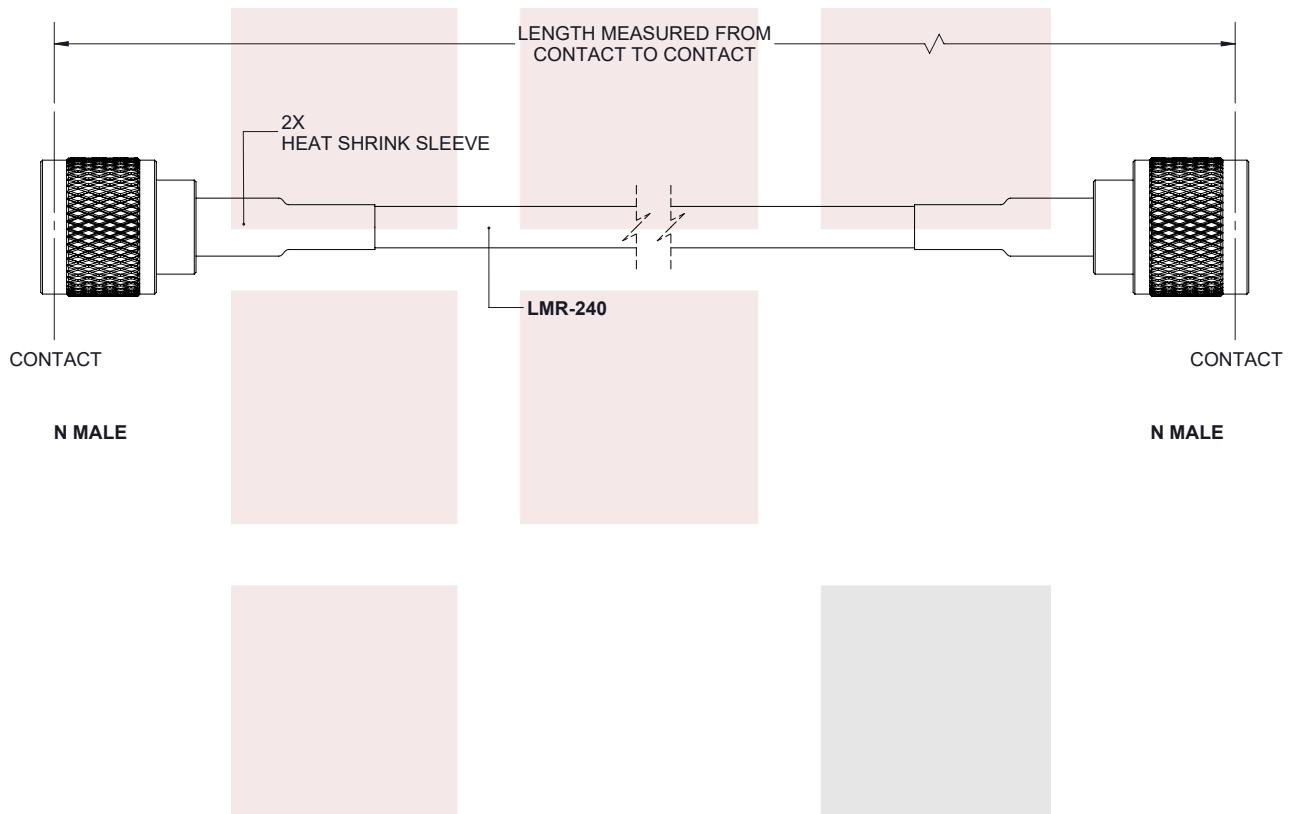 LENGTH MEASURED FROM
CONTACT TO CONTACT
2X
HEAT SHRINK SLEEVE
LMR-240
CONTACT
CONTACT
N MALE
N MALE